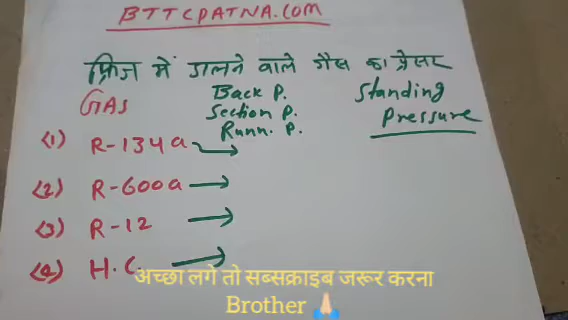 BTTCPATNA.COM
फ्रिज में डालने वाले गैस का प्रेसर
GAS
Back P.
Section P.
Runn. P.
Standing
Pressure
(1) R-134a
(2) R-600a
(3) R-12
(4) H.C.
अच्छा लगे तो सब्सक्राइब जरूर करना
Brother 🙏🏻